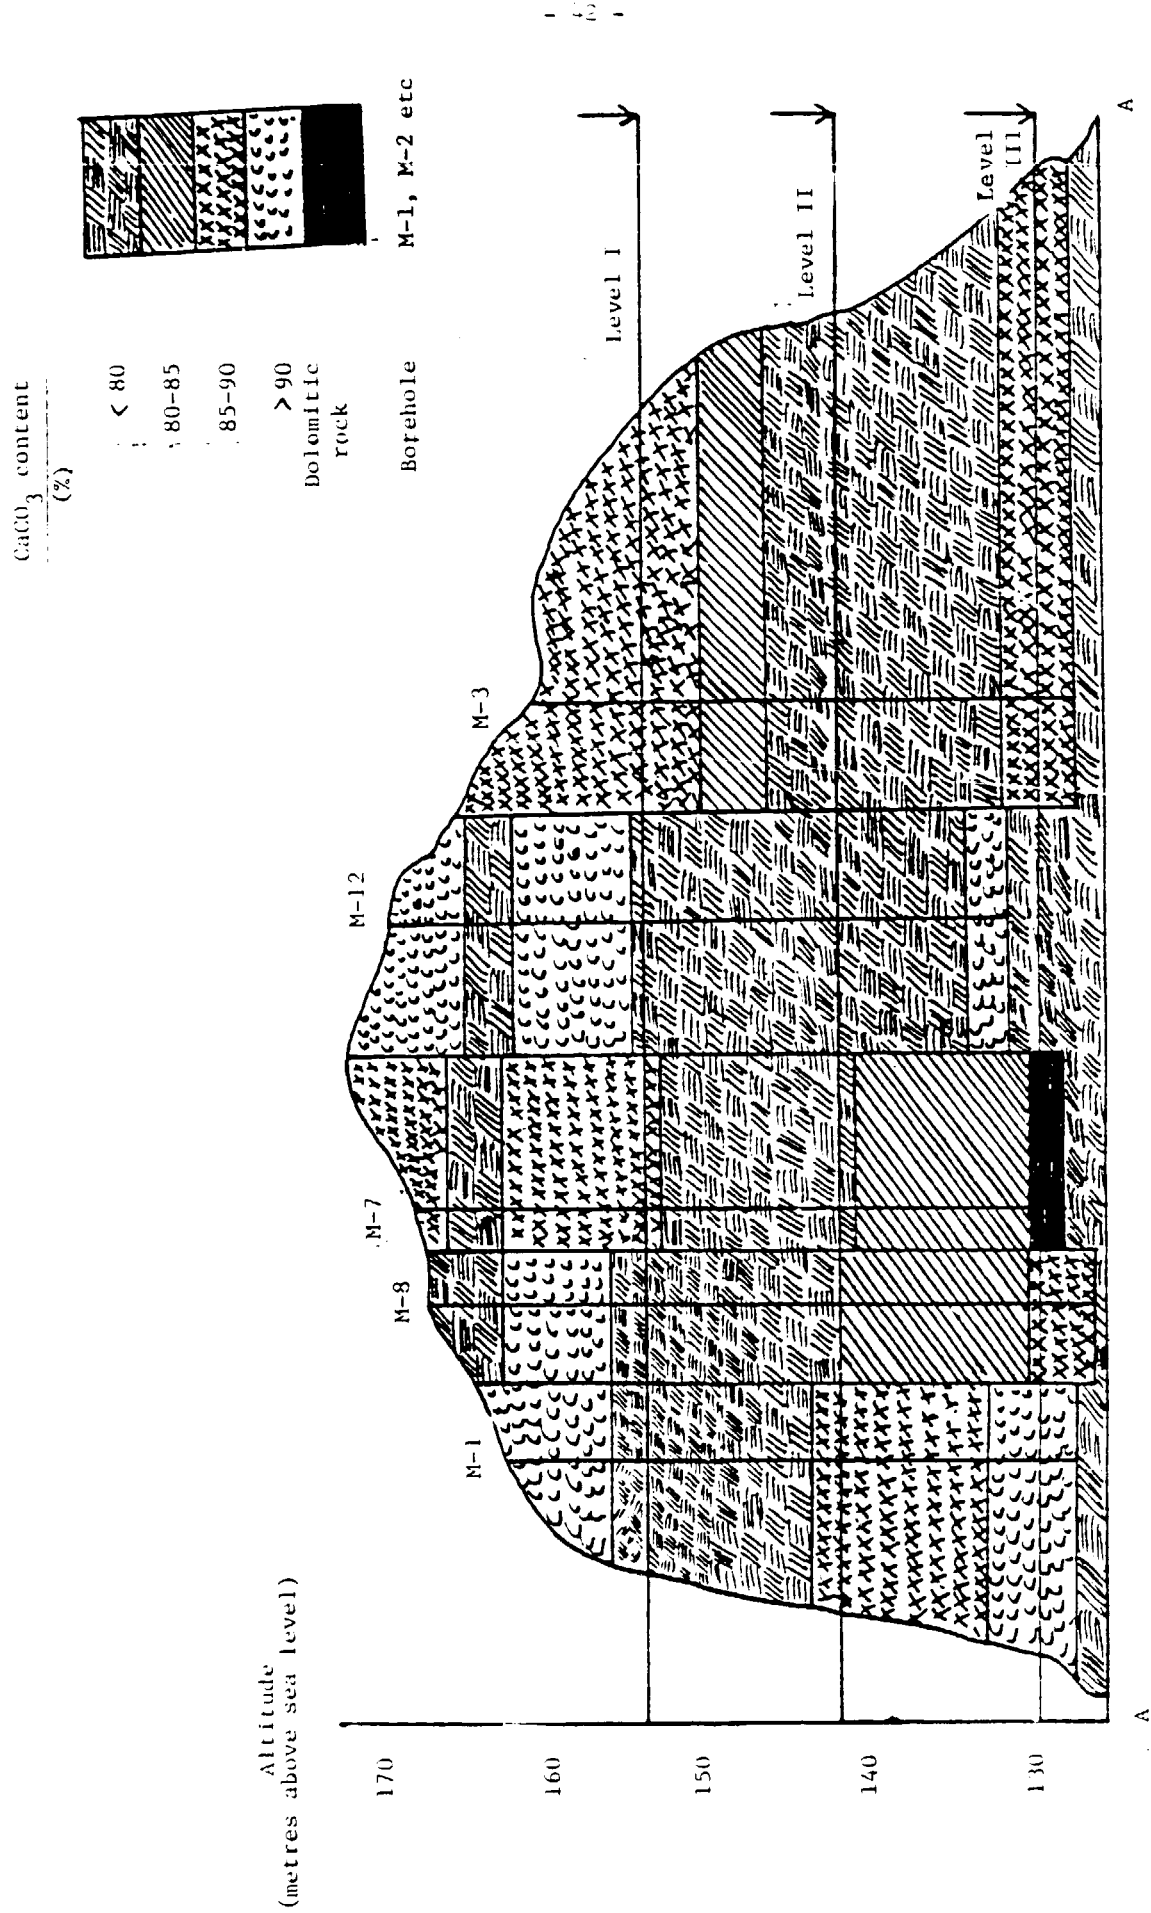 CaCO3 content
(%)
< 80
80-85
85-90
> 90
Dolomitic
rock
Borehole
M-1, M-2 etc
Altitude
(metres above sea level)
170
160
150
140
130
M-1
M-8
M-7
M-12
M-3
Level I
Level II
Level
III
A
A